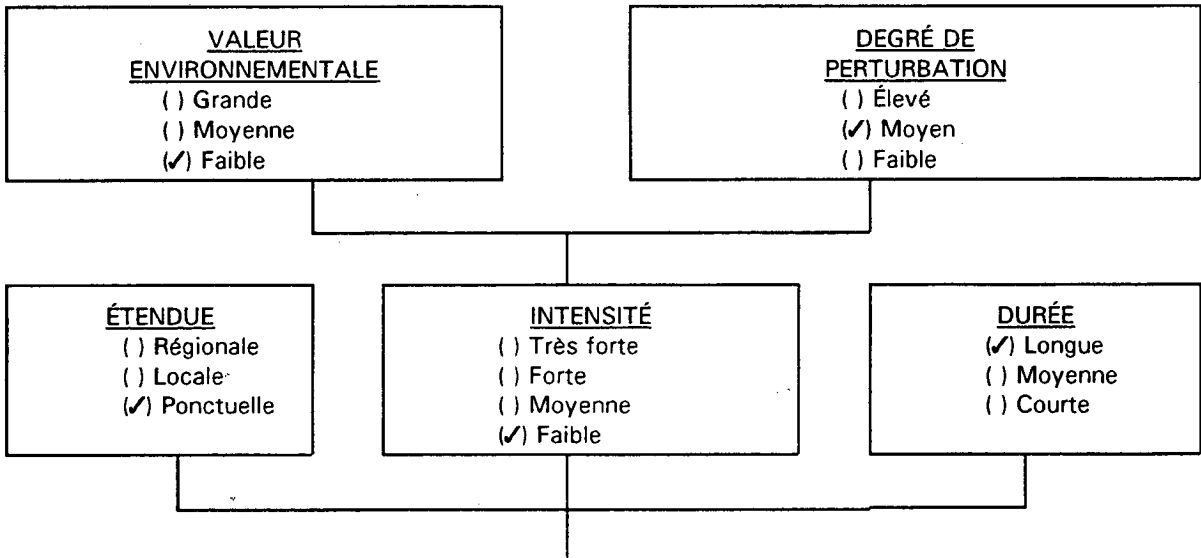 VALEUR
ENVIRONNEMENTALE
( ) Grande
( ) Moyenne
(✓) Faible
DEGRÉ DE
PERTURBATION
( ) Élevé
(✓) Moyen
( ) Faible
ÉTENDUE
( ) Régionale
( ) Locale
(✓) Ponctuelle
INTENSITÉ
( ) Très forte
( ) Forte
( ) Moyenne
(✓) Faible
DURÉE
(✓) Longue
( ) Moyenne
( ) Courte